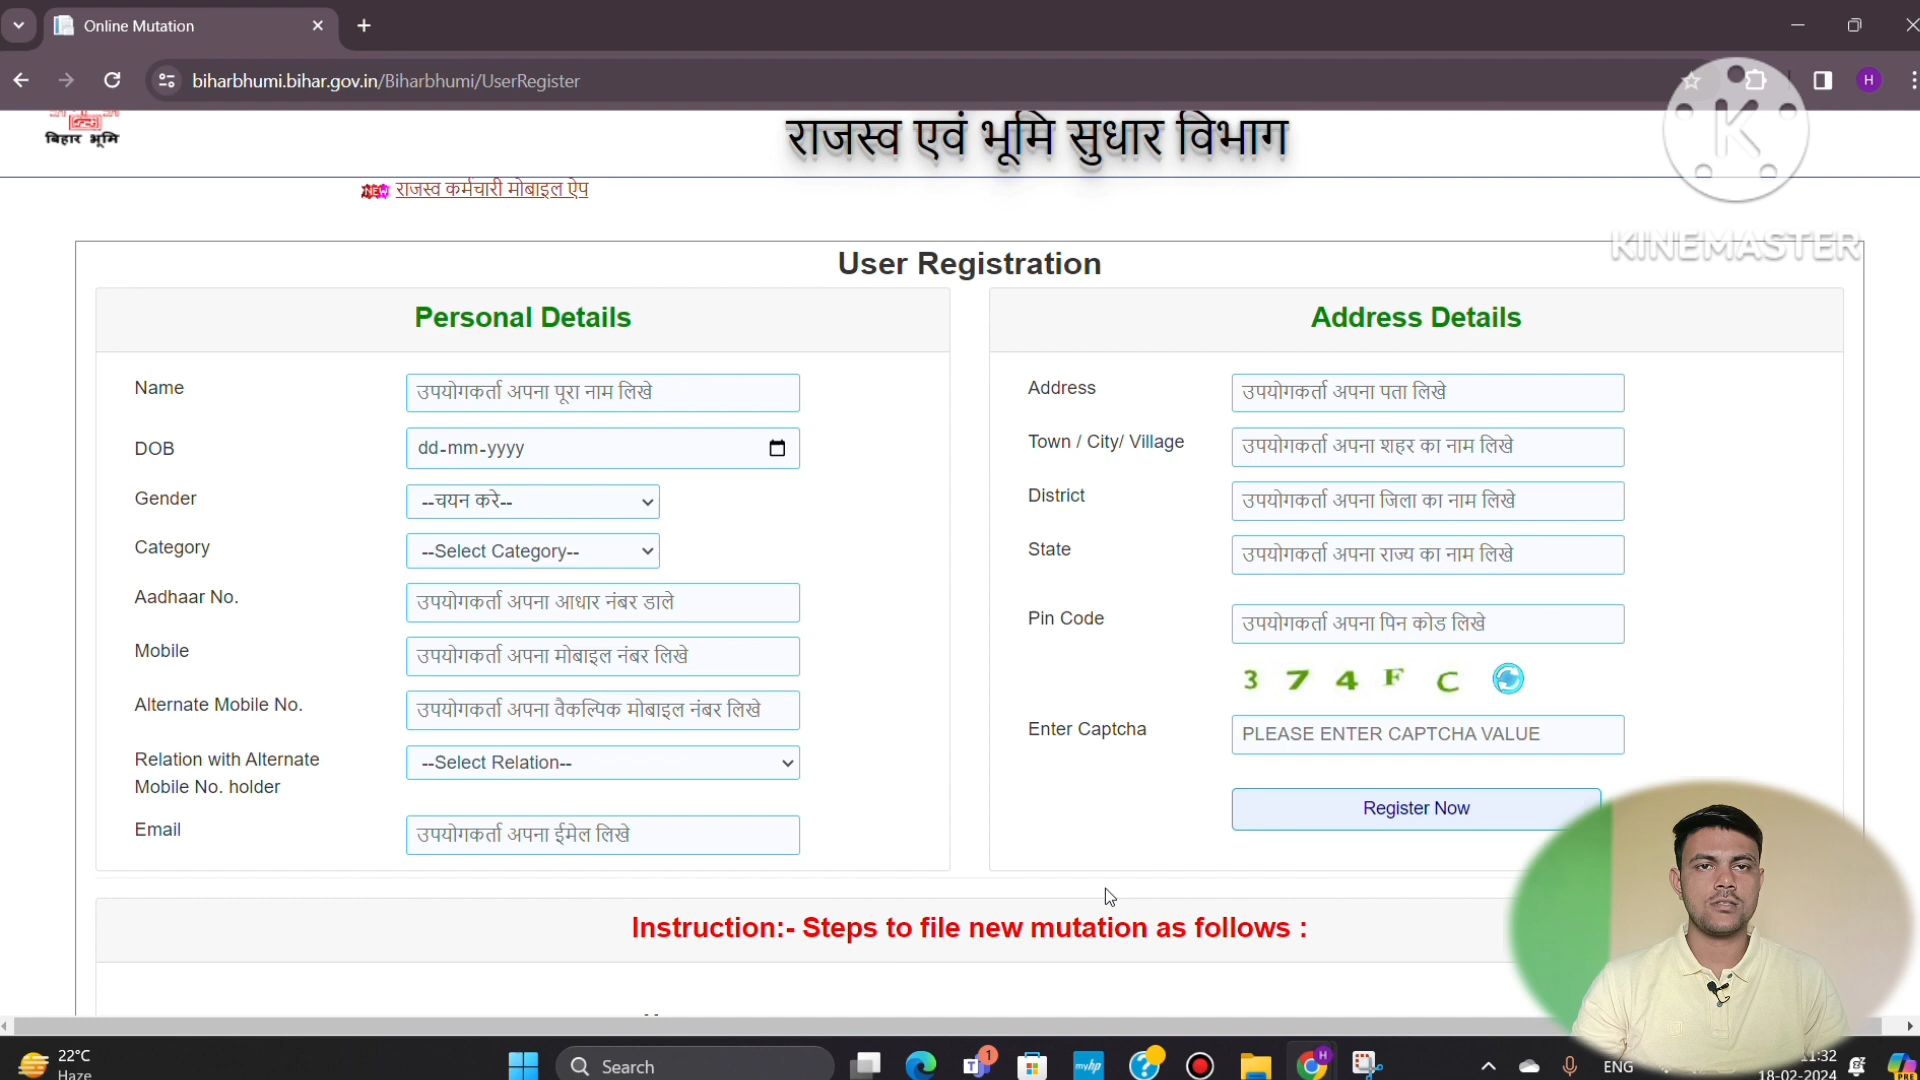 Online Mutation
biharbhumi.bihar.gov.in/Biharbhumi/UserRegister
H
K
KINEMASTER
बिहार भूमि
राजस्व एवं भूमि सुधार विभाग
NEW राजस्व कर्मचारी मोबाइल ऐप
User Registration
Personal Details
Name
उपयोगकर्ता अपना पूरा नाम लिखे
DOB
dd-mm-yyyy
Gender
--चयन करे--
Category
--Select Category--
Aadhaar No.
उपयोगकर्ता अपना आधार नंबर डाले
Mobile
उपयोगकर्ता अपना मोबाइल नंबर लिखे
Alternate Mobile No.
उपयोगकर्ता अपना वैकल्पिक मोबाइल नंबर लिखे
Relation with Alternate
Mobile No. holder
--Select Relation--
Email
उपयोगकर्ता अपना ईमेल लिखे
Address Details
Address
उपयोगकर्ता अपना पता लिखे
Town / City/ Village
उपयोगकर्ता अपना शहर का नाम लिखे
District
उपयोगकर्ता अपना जिला का नाम लिखे
State
उपयोगकर्ता अपना राज्य का नाम लिखे
Pin Code
उपयोगकर्ता अपना पिन कोड लिखे
3 7 4 F C
Enter Captcha
PLEASE ENTER CAPTCHA VALUE
Register Now
Instruction:- Steps to file new mutation as follows :
22°C
Haze
Search
1
myhp
H
ENG
11:32
18-02-2024
PRE